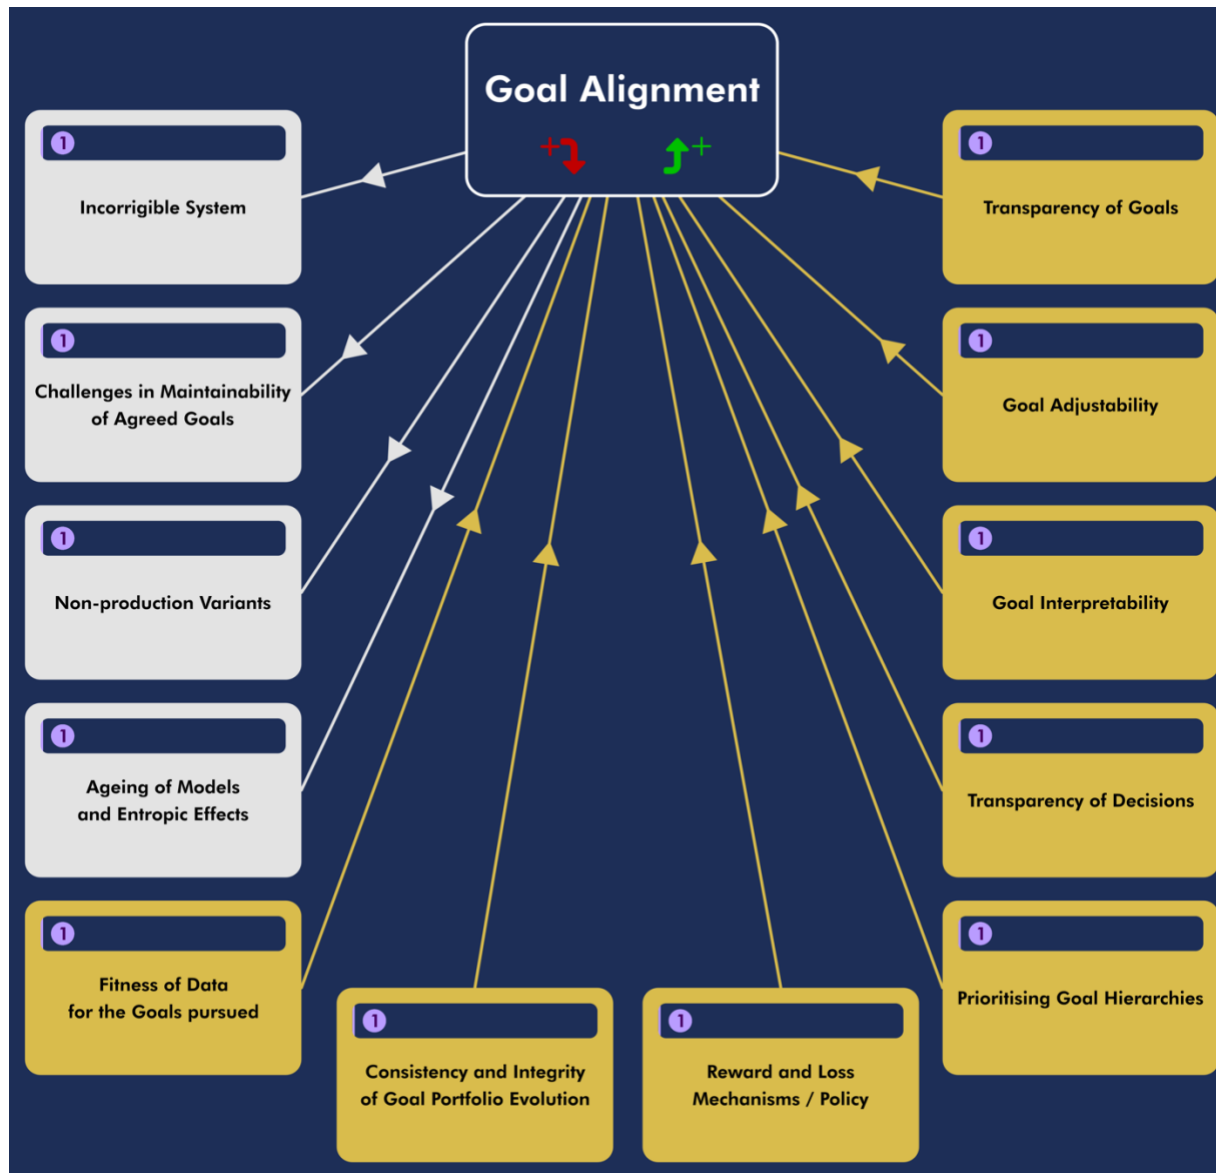 Goal Alignment
+ +
1
Incorrigible System
1
Challenges in Maintainability
of Agreed Goals
1
Non-production Variants
1
Ageing of Models
and Entropic Effects
1
Fitness of Data
for the Goals pursued
1
Consistency and Integrity
of Goal Portfolio Evolution
1
Reward and Loss
Mechanisms / Policy
1
Transparency of Goals
1
Goal Adjustability
1
Goal Interpretability
1
Transparency of Decisions
1
Prioritising Goal Hierarchies